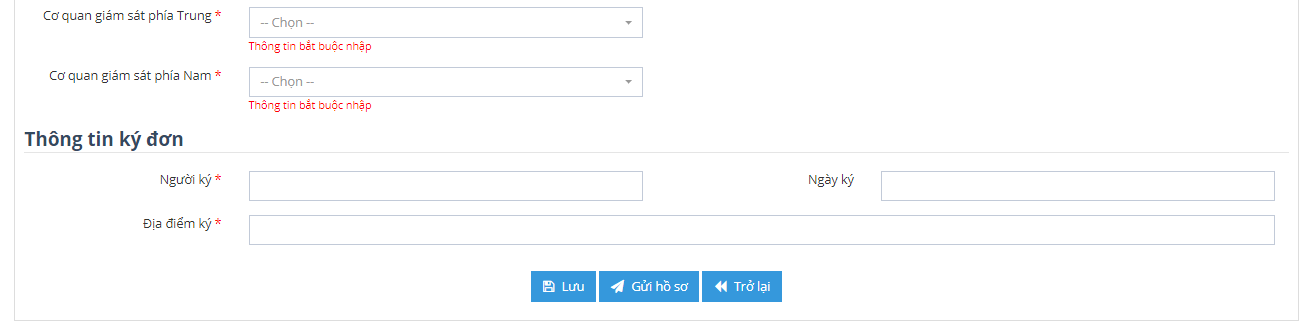 Cơ quan giám sát phía Trung *
-- Chọn --
Thông tin bắt buộc nhập
Cơ quan giám sát phía Nam *
-- Chọn --
Thông tin bắt buộc nhập
Thông tin ký đơn
Người ký *
Ngày ký
Địa điểm ký *
Lưu Gửi hồ sơ Trở lại